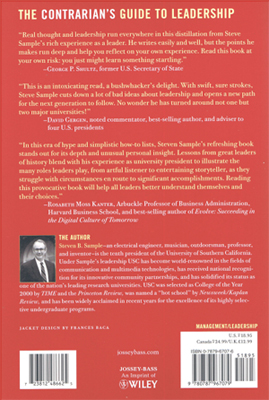 THE CONTRARIAN'S GUIDE TO LEADERSHIP
"Real thought and leadership run everywhere in this distillation from Steven
Sample's rich experience as a leader. He writes easily and well, but the points he
makes run deep and help you reflect on your own experience. Read this book at
your own risk: you just might learn something startling."
—GEORGE P. SHULTZ, former U.S. Secretary of State
"This is an intoxicating read, a bushwhacker's delight. With swift, sure strokes,
Steve Sample cuts down a lot of bad ideas about leadership and opens a new path
for the next generation to follow. No wonder he has turned around not one but
two major universities!"
—DAVID GERGEN, noted commentator, best-selling author, and adviser to
four U.S. presidents
"In this era of hype and simplistic how-to lists, Steven Sample's refreshing book
stands out for its depth and unusual personal insight. Lessons from great leaders
of history blend with his experience as university president to illustrate the
many roles leaders play, from artful listener to entertaining storyteller, as they
struggle with circumstances en route to significant accomplishments. Reading
this provocative book will help all leaders better understand themselves and
their choices."
—ROSABETH MOSS KANTER, Arbuckle Professor of Business Administration,
Harvard Business School, and best-selling author of Evolve: Succeeding in
the Digital Culture of Tomorrow
THE AUTHOR
Steven B. Sample—an electrical engineer, musician, outdoorsman, professor,
and inventor—is the tenth president of the University of Southern California.
Under Sample's leadership USC has become world renowned in the fields of
communication and multimedia technologies, has received national recogni-
tion for its innovative community partnerships, and has solidified its status as
one of the nation's leading research universities. USC was selected as College of the Year
2000 by TIME and the Princeton Review, was named a "hot school" by Newsweek/Kaplan
Review, and has been widely acclaimed in recent years for the excellence of its highly selec-
tive undergraduate programs.
JACKET DESIGN BY FRANCES BACA
MANAGEMENT/LEADERSHIP
josseybass.com
JOSSEY-BASS
An Imprint of
WILEY
ISBN 0-7879-6707-6
51895
9 780787 967079